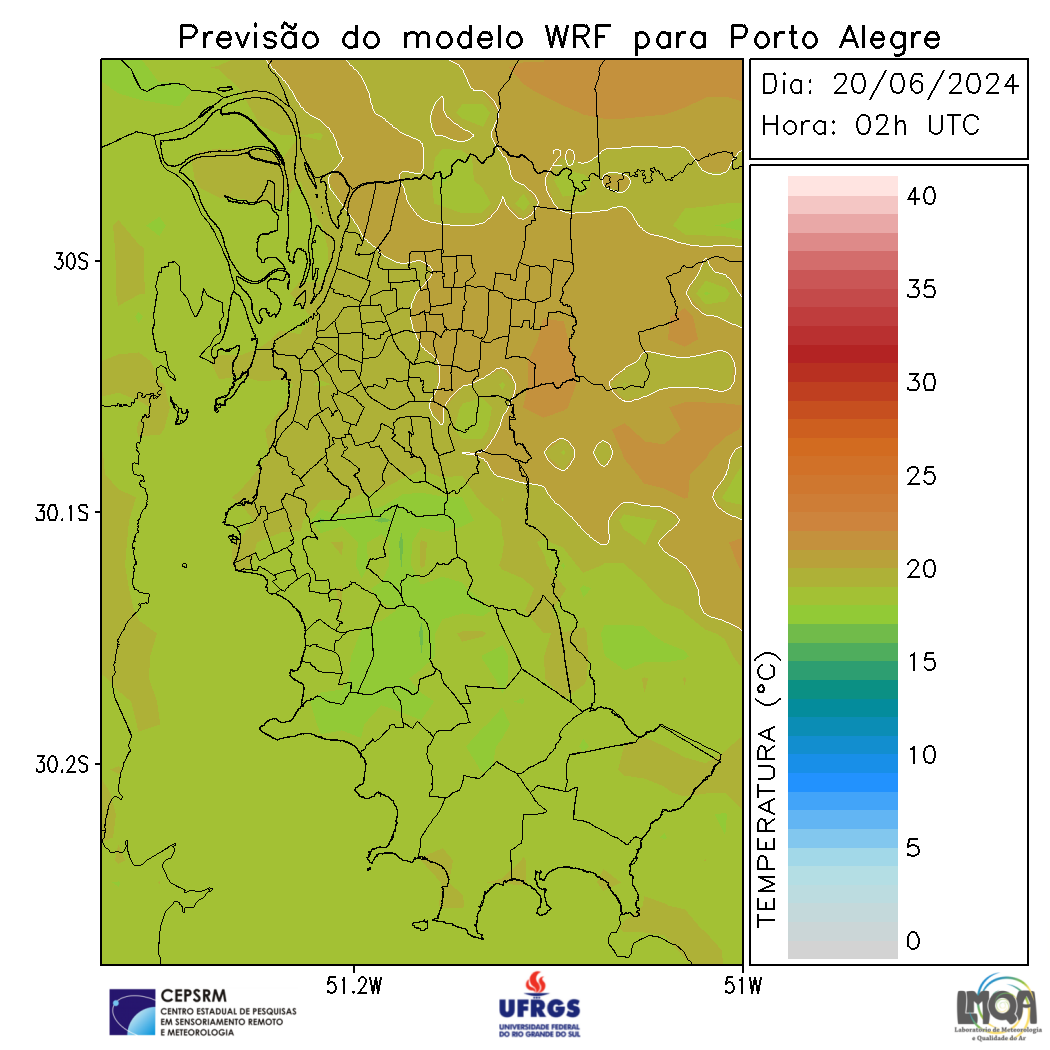 Previsão do modelo WRF para Porto Alegre
Dia: 20/06/2024
Hora: 02h UTC
20
30S
30.1S
30.2S
51.2W
51W
40
35
30
25
20
15
10
5
0
TEMPERATURA (°C)
CEPSRM
CENTRO ESTADUAL DE PESQUISAS
EM SENSORIAMENTO REMOTO
E METEOROLOGIA
UFRGS
UNIVERSIDADE FEDERAL
DO RIO GRANDE DO SUL
LMQA
Laboratório de Meteorologia
e Qualidade do Ar